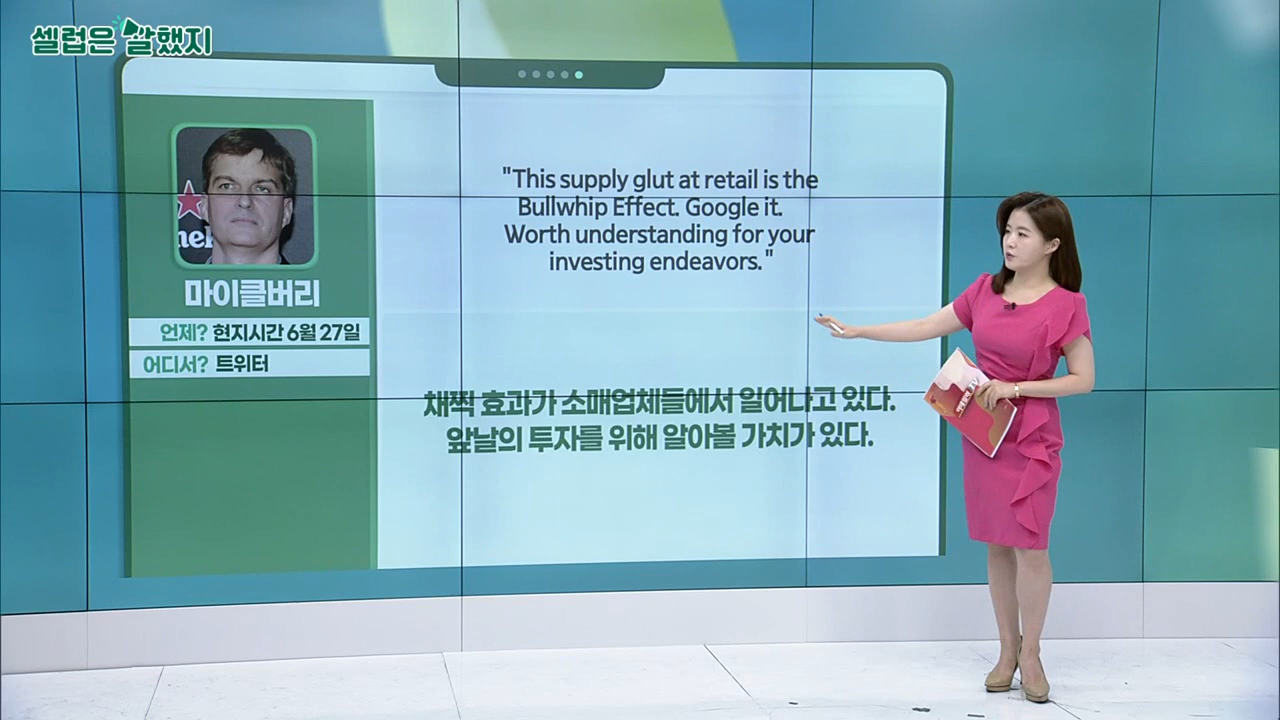 셀럽은 말했지
"This supply glut at retail is the
Bullwhip Effect. Google it.
Worth understanding for your
investing endeavors."
마이클버리
언제? 현지시간 6월 27일
어디서? 트위터
채찍 효과가 소매업체들에서 일어나고 있다.
앞날의 투자를 위해 알아볼 가치가 있다.